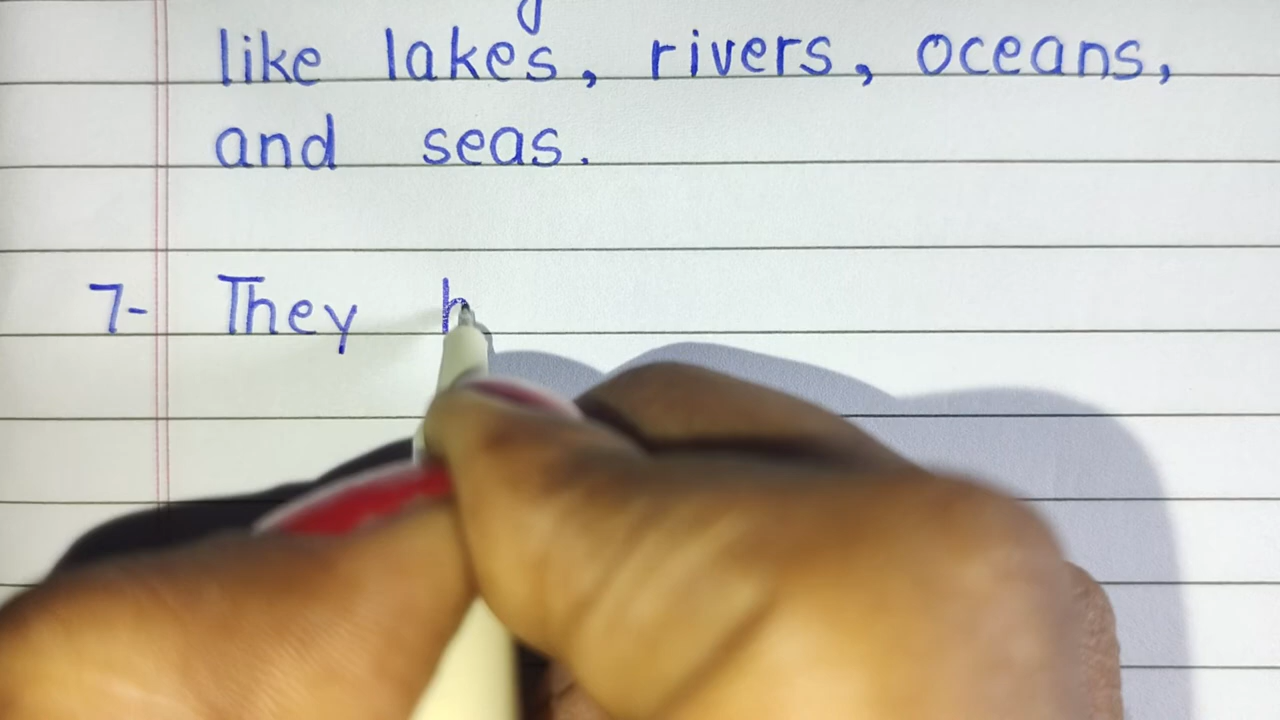 like lakes, rivers, oceans,
and seas.
7- They h